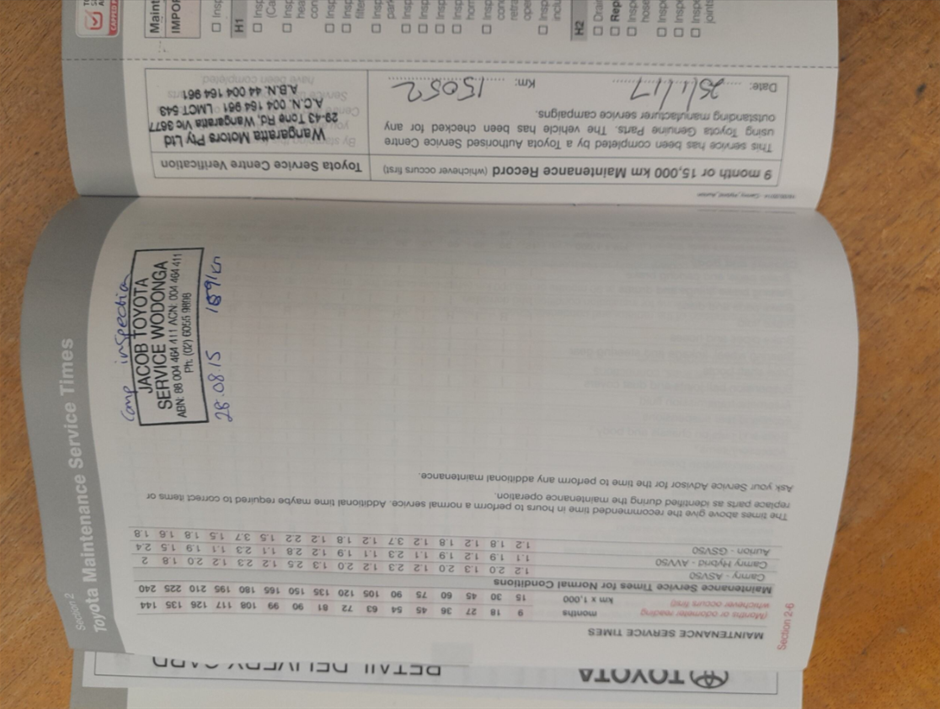 TOYOTA
RETAIL DELIVERY CARD
Section 2
Toyota Maintenance Service Times
Section 2-6
MAINTENANCE SERVICE TIMES
(Months or odometer reading whichever occurs first)
months 9 18 27 36 45 54 63 72 81 90 99 108 117 126 135 144
km x 1,000 15 30 45 60 75 90 105 120 135 150 165 180 195 210 225 240
Maintenance Service Times for Normal Conditions
Camry - ASV50 1.2 2.0 1.3 2.0 1.2 2.3 1.2 2.0 1.3 2.5 1.2 2.3 1.2 2.0 1.8 2
Camry Hybrid - AVV50 1.1 1.9 1.2 1.9 1.1 2.3 1.1 1.9 1.2 2.8 1.1 2.3 1.1 1.9 1.5 2.4
Aurion - GSV50 1.2 1.8 1.2 1.8 1.2 3.7 1.2 1.8 1.2 2.2 1.5 3.7 1.5 1.8 1.6 1.8
The times above give the recommended time in hours to perform a normal service. Additional time maybe required to correct items or
replace parts as identified during the maintenance operation.
Ask your Service Advisor for the time to perform any additional maintenance.
Comp inspection
JACOB TOYOTA
SERVICE WODONGA
ABN: 88 004 464 411 ACN: 004 464 411
Ph: (02) 6055 9898
28.08.15
9 month or 15,000 km Maintenance Record (whichever occurs first)
This service has been completed by a Toyota Authorised Service Centre
using Toyota Genuine Parts. The vehicle has been checked for any
outstanding manufacturer service campaigns.
Date: 25/1/17 Km: 15052
Toyota Service Centre Verification
Wangaratta Motors Pty Ltd
29-43 Tone Rd, Wangaratta Vic 3677
A.C.N. 004 164 961 LMCT 543
A.B.N. 44 004 164 961
Maint
IMPO
H1
H2